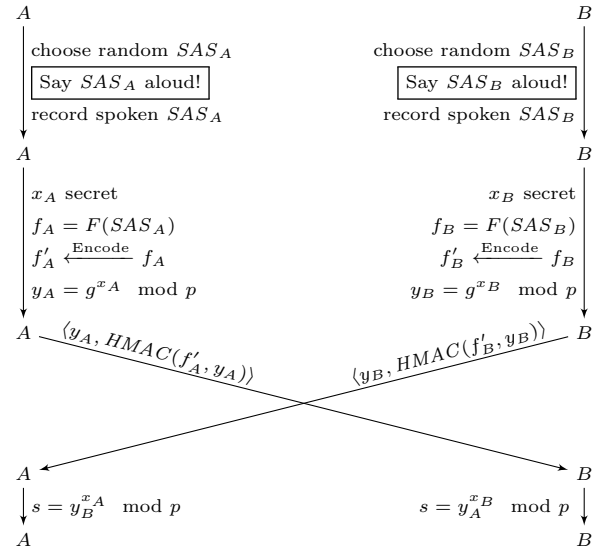 A B
choose random SAS_A choose random SAS_B
Say SAS_A aloud! Say SAS_B aloud!
record spoken SAS_A record spoken SAS_B
A B
x_A secret x_B secret
f_A = F(SAS_A) f_B = F(SAS_B)
f'_A ←Encode f_A f'_B ←Encode f_B
y_A = g^{x_A} mod p y_B = g^{x_B} mod p
A B
⟨y_A, HMAC(f'_A, y_A)⟩ ⟨y_B, HMAC(f'_B, y_B)⟩
A B
s = y_B^{x_A} mod p s = y_A^{x_B} mod p
A B